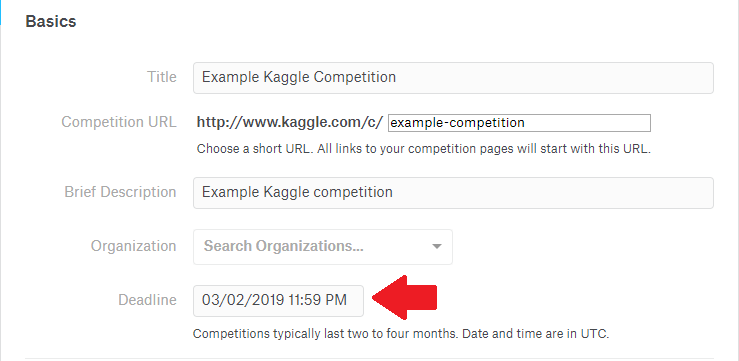 Basics
Title Example Kaggle Competition
Competition URL http://www.kaggle.com/c/ example-competition
Choose a short URL. All links to your competition pages will start with this URL.
Brief Description Example Kaggle competition
Organization Search Organizations...
Deadline 03/02/2019 11:59 PM
Competitions typically last two to four months. Date and time are in UTC.